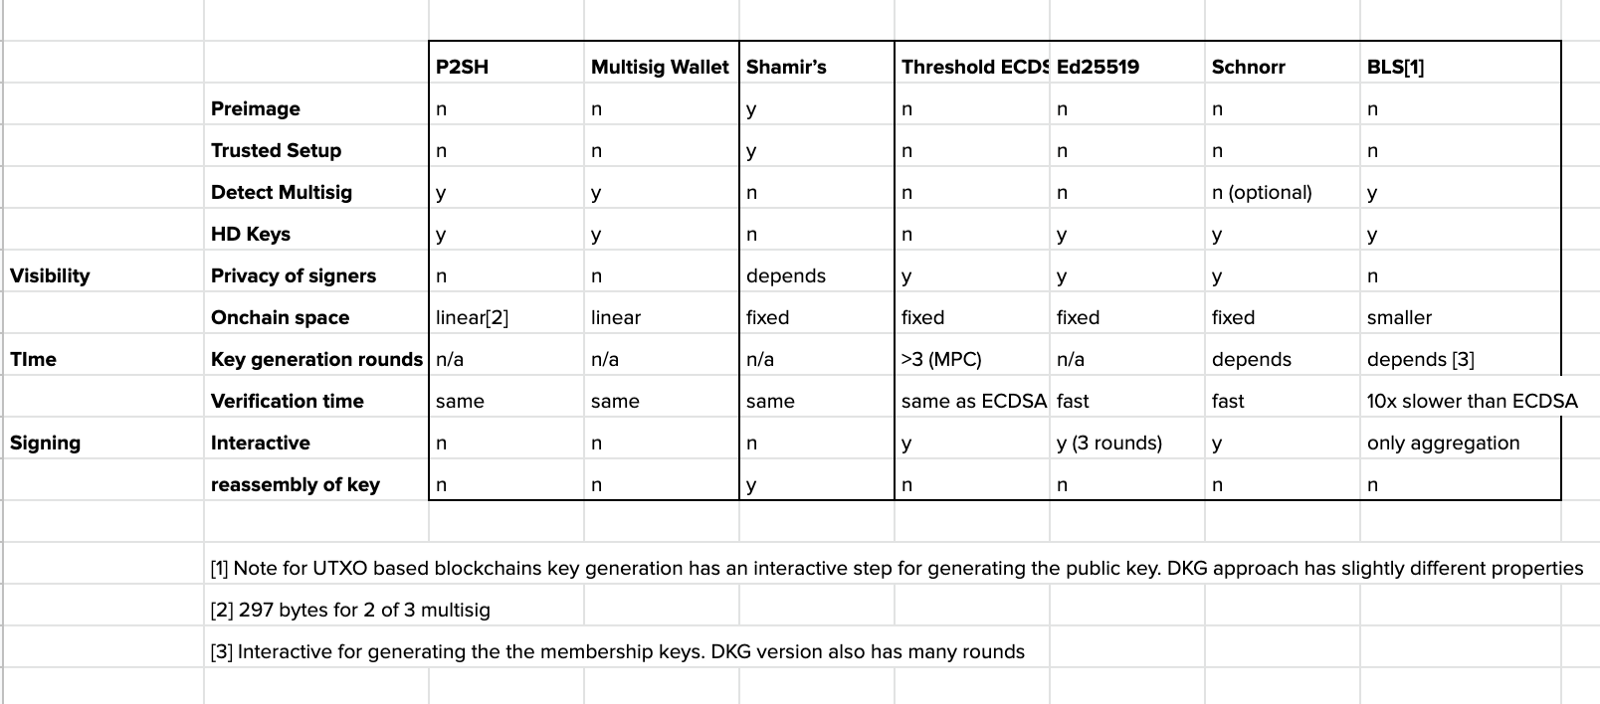 P2SH Multisig Wallet Shamir's Threshold ECDS Ed25519 Schnorr BLS[1]
Preimage n n y n n n n
Trusted Setup n n y n n n n
Detect Multisig y y n n n n (optional) y
HD Keys y y n n y y y
Visibility Privacy of signers n n depends y y y n
Onchain space linear[2] linear fixed fixed fixed fixed smaller
TIme Key generation rounds n/a n/a n/a >3 (MPC) n/a depends depends [3]
Verification time same same same same as ECDSA fast fast 10x slower than ECDSA
Signing Interactive n n n y y (3 rounds) y only aggregation
reassembly of key n n y n n n n
[1] Note for UTXO based blockchains key generation has an interactive step for generating the public key. DKG approach has slightly different properties
[2] 297 bytes for 2 of 3 multisig
[3] Interactive for generating the the membership keys. DKG version also has many rounds